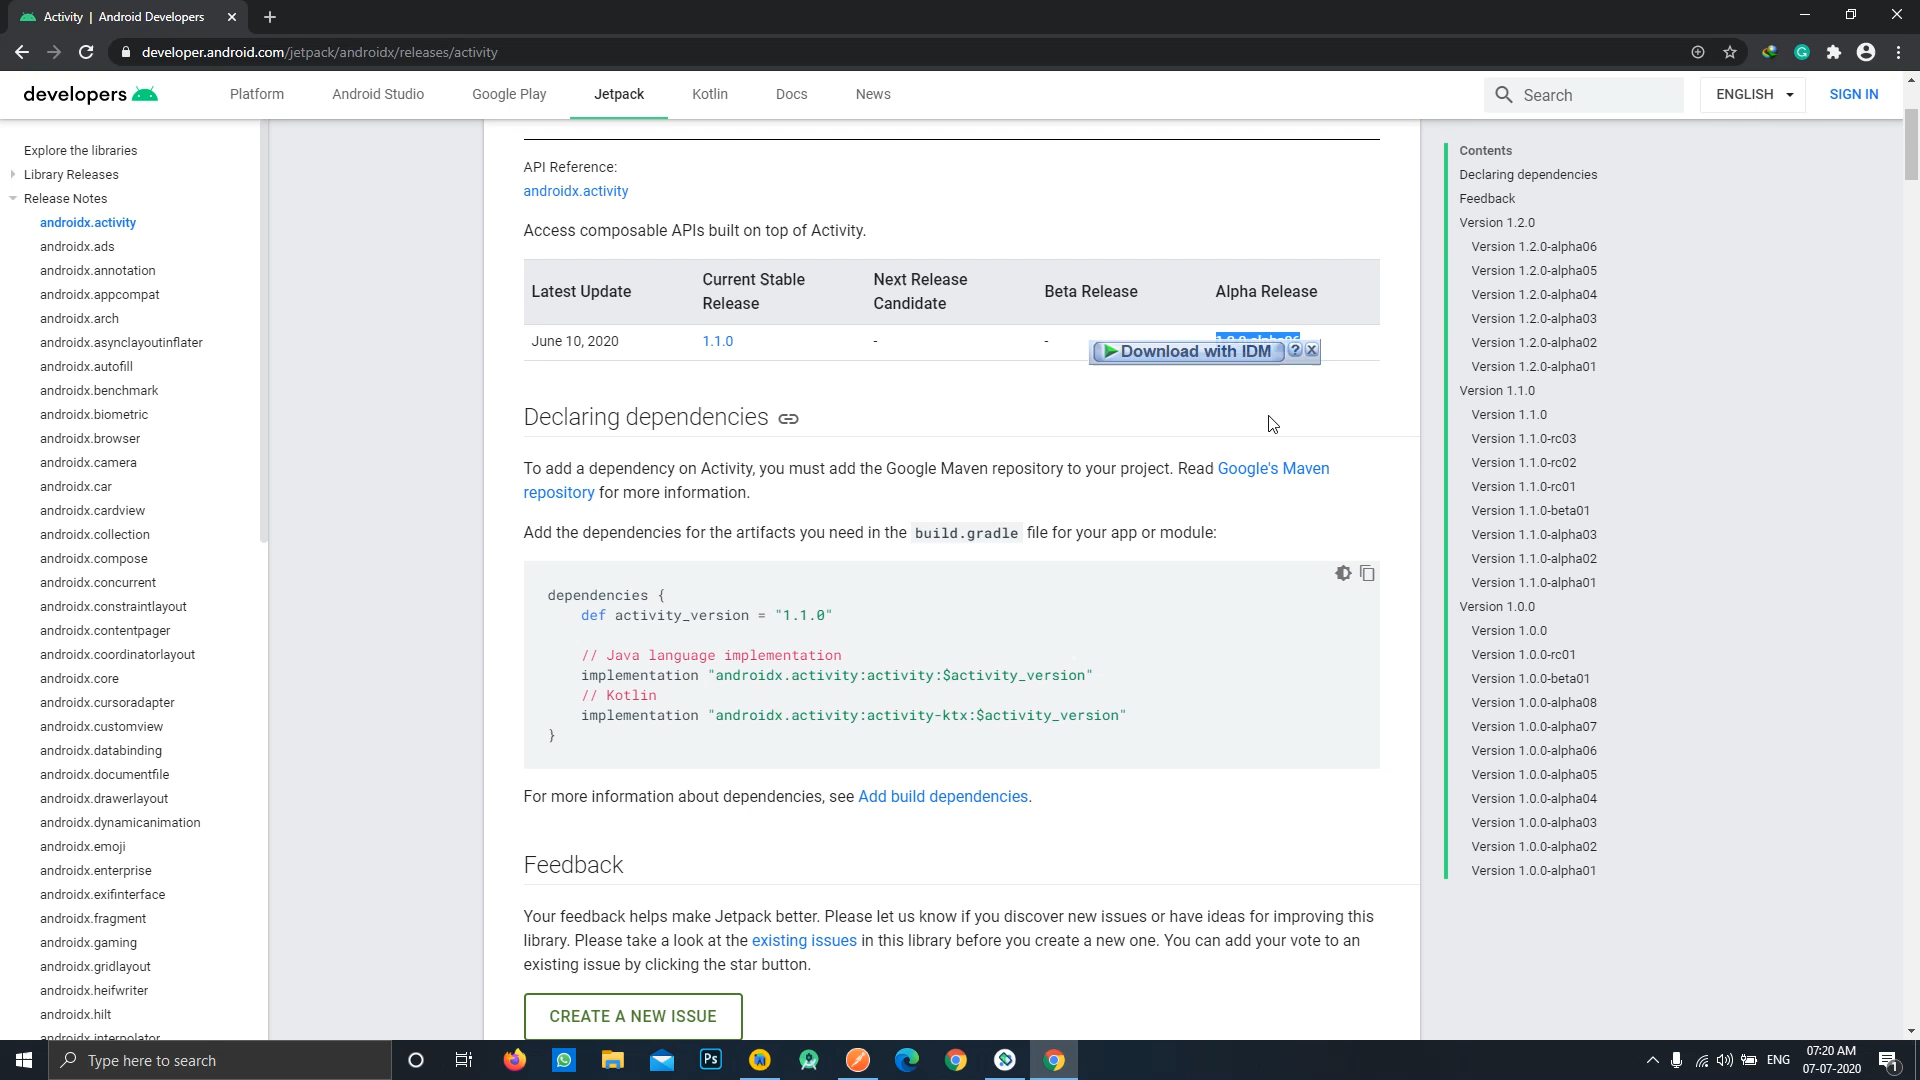 Activity | Android Developers
developer.android.com/jetpack/androidx/releases/activity
developers
Platform
Android Studio
Google Play
Jetpack
Kotlin
Docs
News
Search
ENGLISH
SIGN IN
Explore the libraries
Library Releases
Release Notes
androidx.activity
androidx.ads
androidx.annotation
androidx.appcompat
androidx.arch
androidx.asynclayoutinflater
androidx.autofill
androidx.benchmark
androidx.biometric
androidx.browser
androidx.camera
androidx.car
androidx.cardview
androidx.collection
androidx.compose
androidx.concurrent
androidx.constraintlayout
androidx.contentpager
androidx.coordinatorlayout
androidx.core
androidx.cursoradapter
androidx.customview
androidx.databinding
androidx.documentfile
androidx.drawerlayout
androidx.dynamicanimation
androidx.emoji
androidx.enterprise
androidx.exifinterface
androidx.fragment
androidx.gaming
androidx.gridlayout
androidx.heifwriter
androidx.hilt
androidx.interpolator
API Reference:
androidx.activity
Access composable APIs built on top of Activity.
Latest Update
Current Stable
Release
Next Release
Candidate
Beta Release
Alpha Release
June 10, 2020
1.1.0
-
-
Download with IDM
?
Declaring dependencies
To add a dependency on Activity, you must add the Google Maven repository to your project. Read Google's Maven
repository for more information.
Add the dependencies for the artifacts you need in the build.gradle file for your app or module:
dependencies {
def activity_version = "1.1.0"
// Java language implementation
implementation "androidx.activity:activity:$activity_version"
// Kotlin
implementation "androidx.activity:activity-ktx:$activity_version"
}
For more information about dependencies, see Add build dependencies.
Feedback
Your feedback helps make Jetpack better. Please let us know if you discover new issues or have ideas for improving this
library. Please take a look at the existing issues in this library before you create a new one. You can add your vote to an
existing issue by clicking the star button.
CREATE A NEW ISSUE
Contents
Declaring dependencies
Feedback
Version 1.2.0
Version 1.2.0-alpha06
Version 1.2.0-alpha05
Version 1.2.0-alpha04
Version 1.2.0-alpha03
Version 1.2.0-alpha02
Version 1.2.0-alpha01
Version 1.1.0
Version 1.1.0
Version 1.1.0-rc03
Version 1.1.0-rc02
Version 1.1.0-rc01
Version 1.1.0-beta01
Version 1.1.0-alpha03
Version 1.1.0-alpha02
Version 1.1.0-alpha01
Version 1.0.0
Version 1.0.0
Version 1.0.0-rc01
Version 1.0.0-beta01
Version 1.0.0-alpha08
Version 1.0.0-alpha07
Version 1.0.0-alpha06
Version 1.0.0-alpha05
Version 1.0.0-alpha04
Version 1.0.0-alpha03
Version 1.0.0-alpha02
Version 1.0.0-alpha01
Type here to search
Ps
ENG
07:20 AM
07-07-2020
1